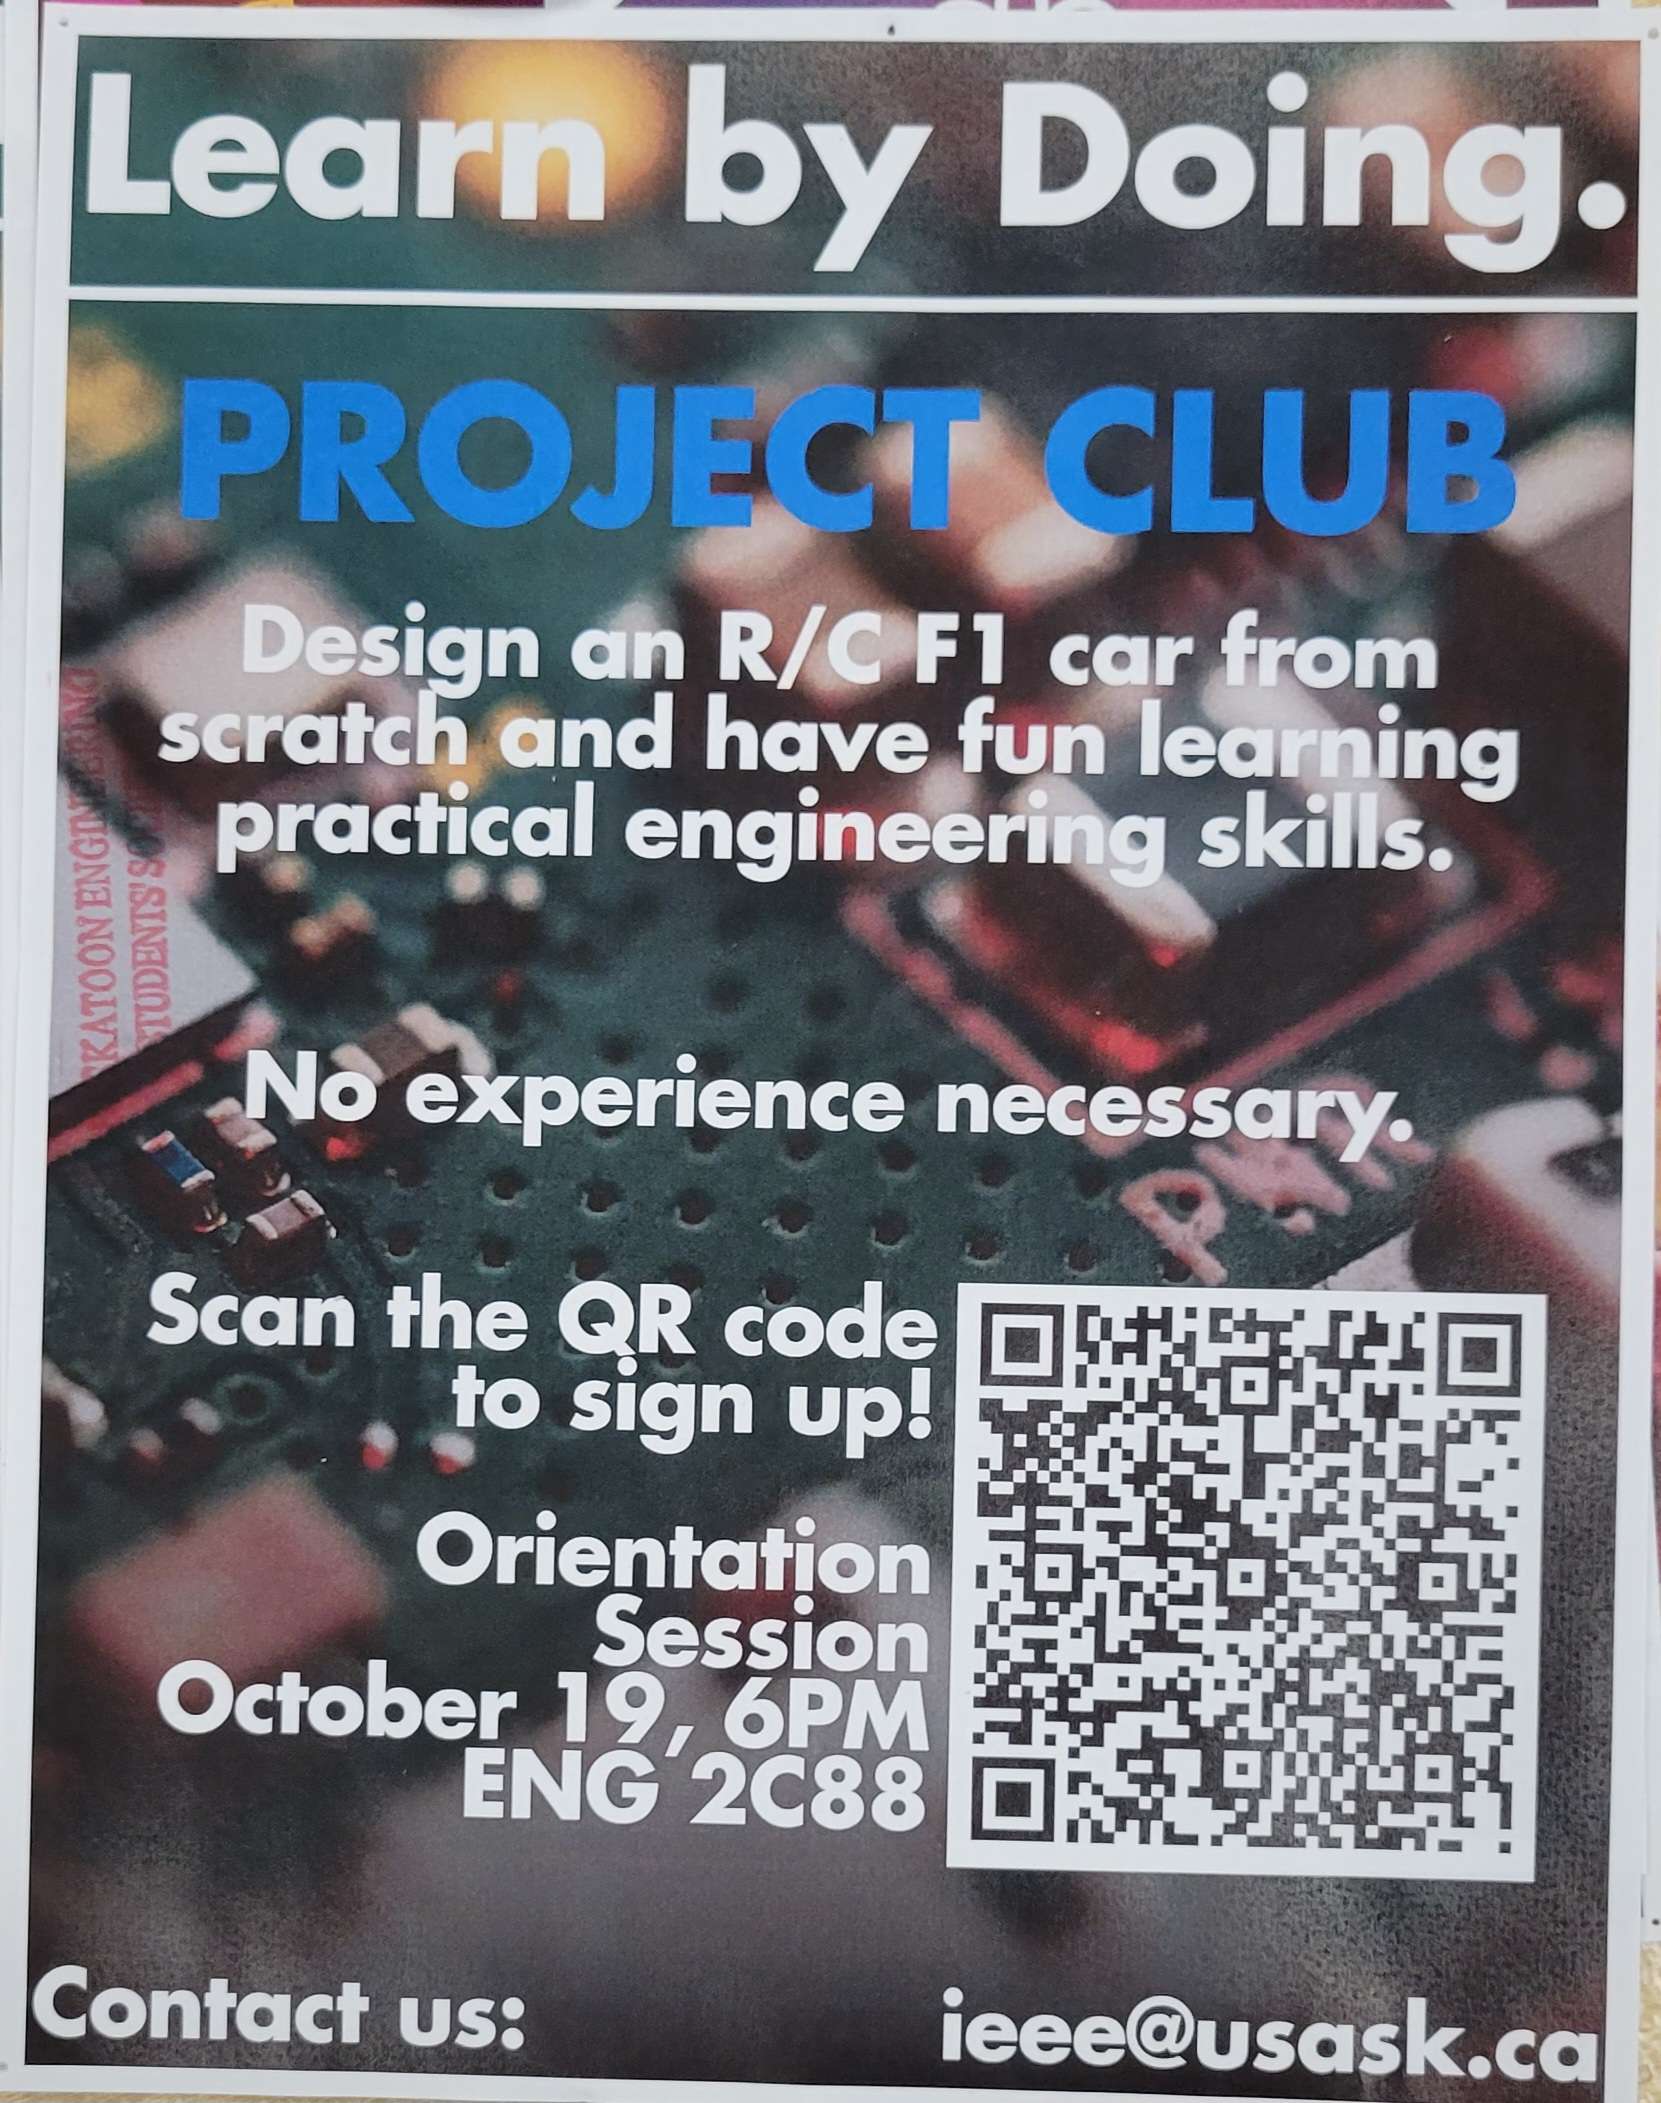 Learn by Doing.
PROJECT CLUB
Design an R/C F1 car from
scratch and have fun learning
practical engineering skills.
No experience necessary.
Scan the QR code
to sign up!
Orientation
Session
October 19, 6PM
ENG 2C88
Contact us:
ieee@usask.ca